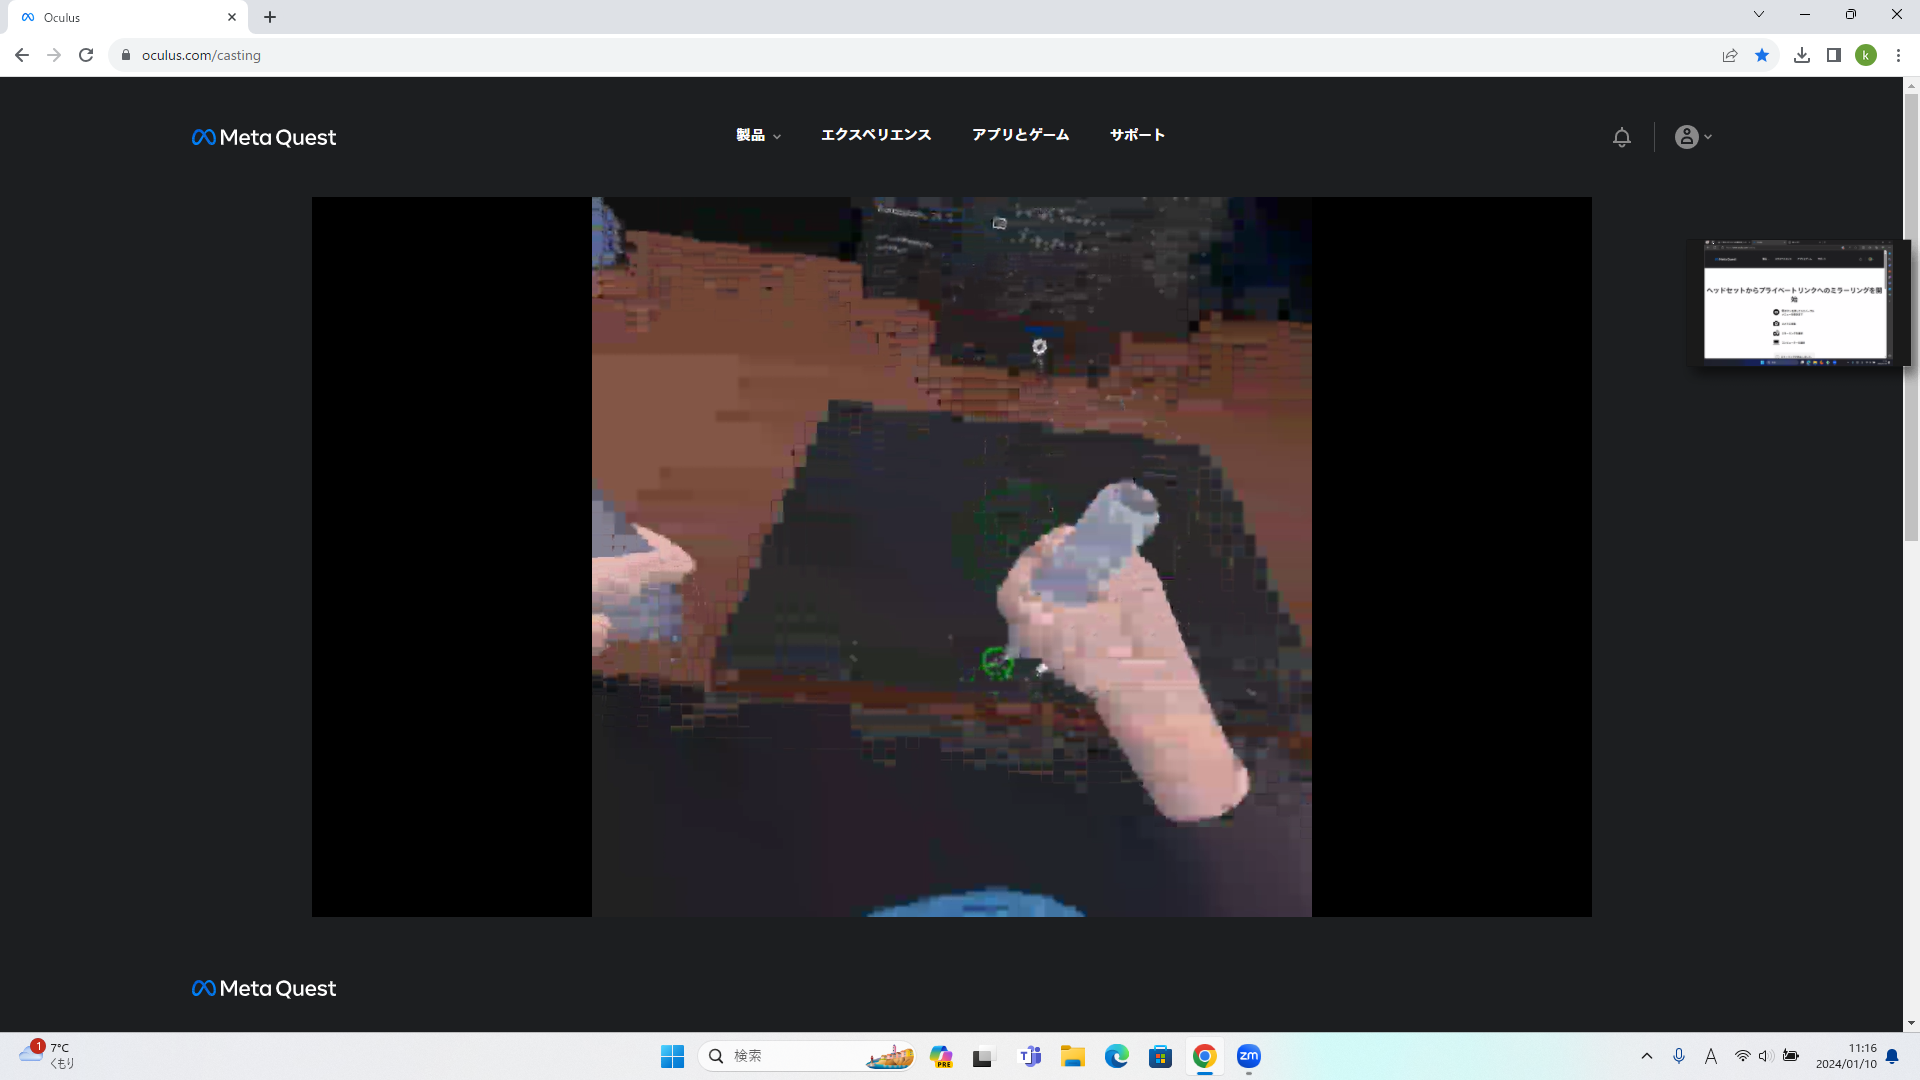 Oculus
oculus.com/casting
k
Meta Quest
製品
エクスペリエンス
アプリとゲーム
サポート
ヘッドセットからプライベートリンクへのミラーリングを開
始
Meta Quest
1
7°C
くもり
検索
PRE
zm
A
11:16
2024/01/10